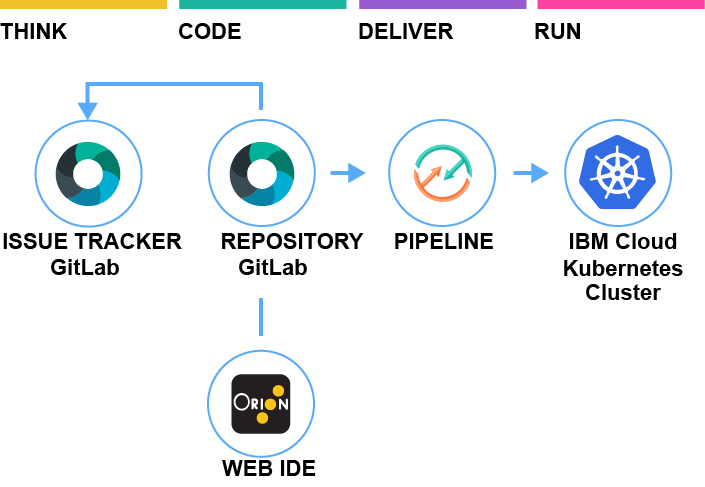 THINK
CODE
DELIVER
RUN
ISSUE TRACKER
GitLab
REPOSITORY
GitLab
PIPELINE
IBM Cloud
Kubernetes
Cluster
ORION
WEB IDE